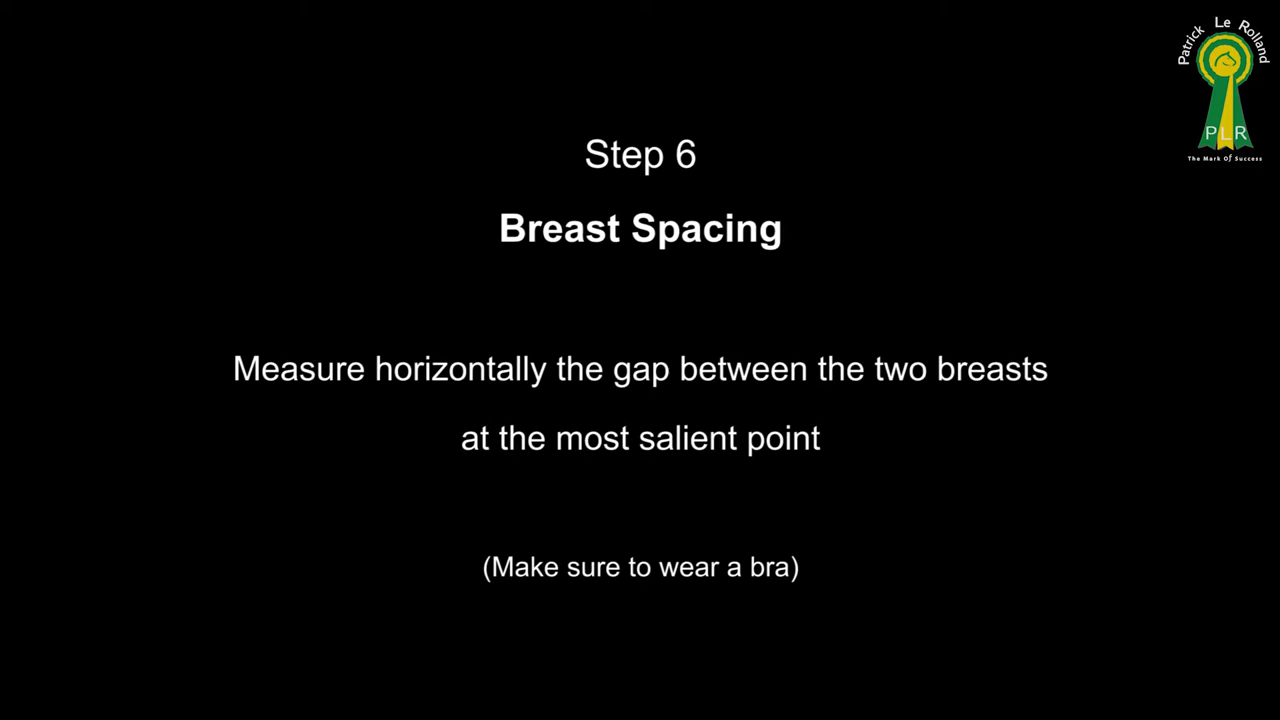 Patrick Le Rolland
PLR
The Mark Of Success
Step 6
Breast Spacing
Measure horizontally the gap between the two breasts
at the most salient point
(Make sure to wear a bra)